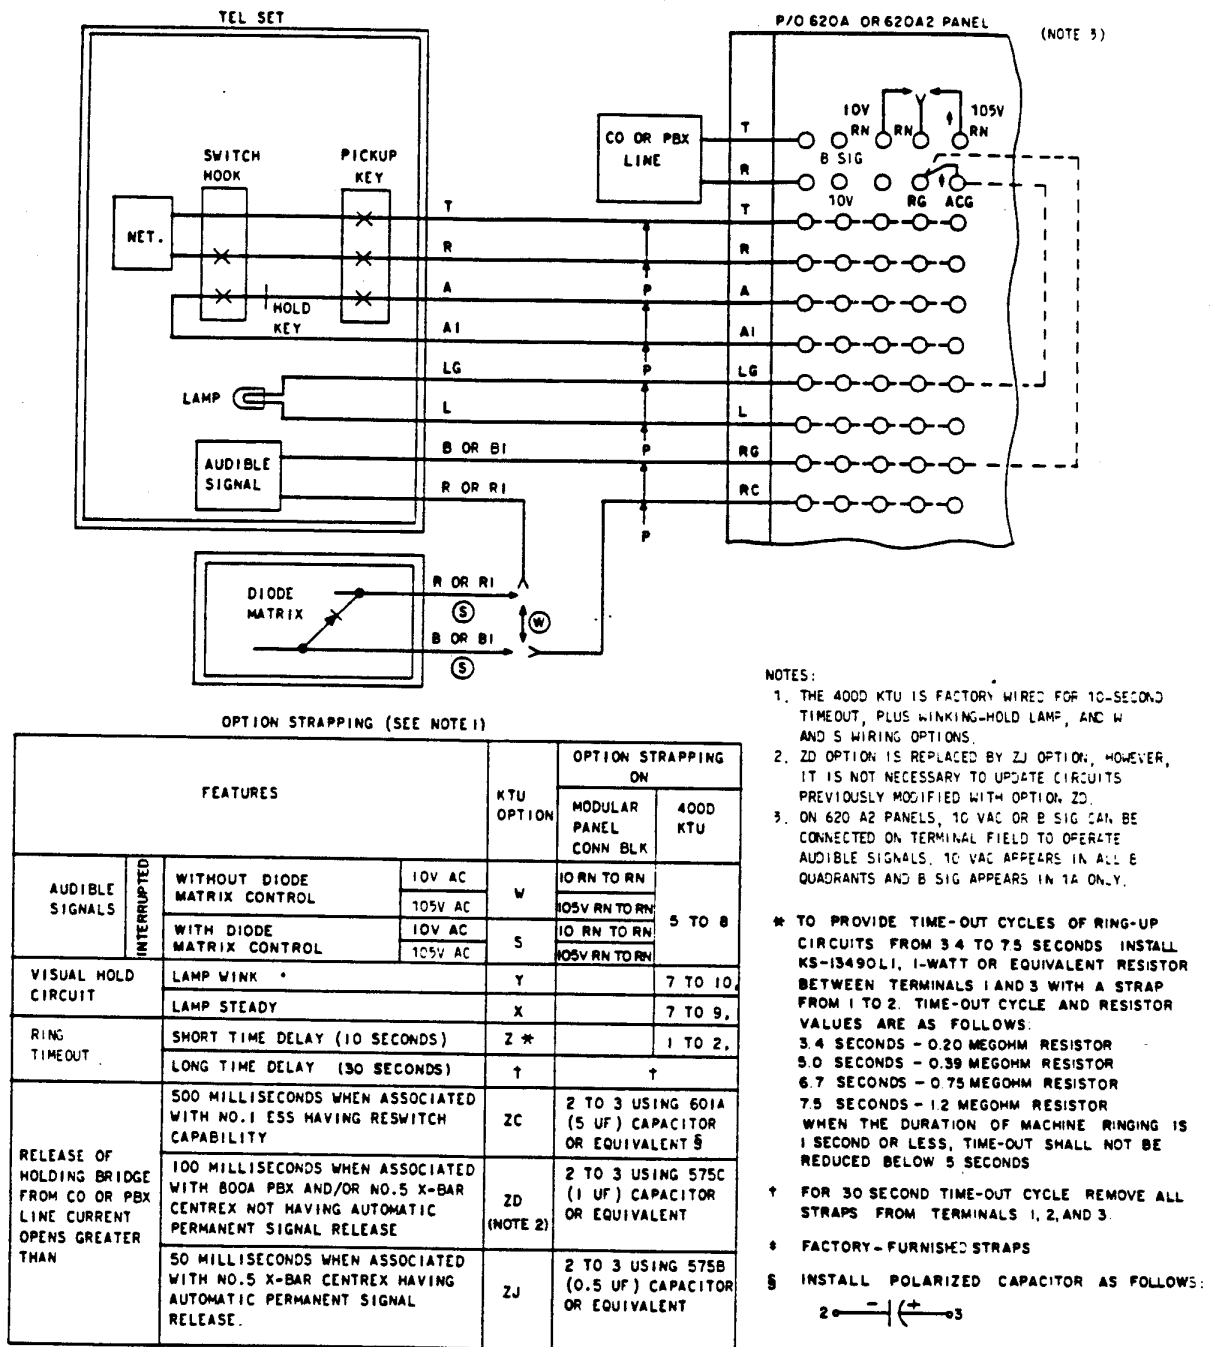 TEL SET
P/O 620A OR 620A2 PANEL
(NOTE 3)
SWITCH
HOOK
PICKUP
KEY
NET.
HOLD
KEY
LAMP
AUDIBLE
SIGNAL
T
R
A
A1
LG
L
B OR B1
R OR R1
P
P
P
P
CO OR PBX
LINE
T
R
T
R
A
A1
LG
L
RG
RC
10V
RN
RN
105V
RN
B SIG
10V
RG
ACG
DIODE
MATRIX
R OR R1
S
W
B OR B1
S
OPTION STRAPPING (SEE NOTE 1)
FEATURES
KTU
OPTION
OPTION STRAPPING
ON
MODULAR
PANEL
CONN BLK
400D
KTU
AUDIBLE
SIGNALS
INTERRUPTED
WITHOUT DIODE
MATRIX CONTROL
10V AC
105V AC
W
10 RN TO RN
105V RN TO RN
5 TO 8
WITH DIODE
MATRIX CONTROL
10V AC
105V AC
S
10 RN TO RN
105V RN TO RN
VISUAL HOLD
CIRCUIT
LAMP WINK
Y
7 TO 10,
LAMP STEADY
X
7 TO 9,
RING
TIMEOUT
SHORT TIME DELAY (10 SECONDS)
Z *
1 TO 2,
LONG TIME DELAY (30 SECONDS)
†
†
RELEASE OF
HOLDING BRIDGE
FROM CO OR PBX
LINE CURRENT
OPENS GREATER
THAN
500 MILLISECONDS WHEN ASSOCIATED
WITH NO.1 ESS HAVING RESWITCH
CAPABILITY
ZC
2 TO 3 USING 601A
(5 UF) CAPACITOR
OR EQUIVALENT §
100 MILLISECONDS WHEN ASSOCIATED
WITH 800A PBX AND/OR NO.5 X-BAR
CENTREX NOT HAVING AUTOMATIC
PERMANENT SIGNAL RELEASE
ZD
(NOTE 2)
2 TO 3 USING 575C
(1 UF) CAPACITOR
OR EQUIVALENT
50 MILLISECONDS WHEN ASSOCIATED
WITH NO.5 X-BAR CENTREX HAVING
AUTOMATIC PERMANENT SIGNAL
RELEASE.
ZJ
2 TO 3 USING 575B
(0.5 UF) CAPACITOR
OR EQUIVALENT
NOTES:
1. THE 400D KTU IS FACTORY WIRED FOR 10-SECOND
TIMEOUT, PLUS WINKING-HOLD LAMP, AND W
AND S WIRING OPTIONS.
2. ZD OPTION IS REPLACED BY ZJ OPTION, HOWEVER,
IT IS NOT NECESSARY TO UPDATE CIRCUITS
PREVIOUSLY MODIFIED WITH OPTION ZD.
3. ON 620 A2 PANELS, 10 VAC OR B SIG CAN BE
CONNECTED ON TERMINAL FIELD TO OPERATE
AUDIBLE SIGNALS. 10 VAC APPEARS IN ALL 8
QUADRANTS AND B SIG APPEARS IN 1A ONLY.
* TO PROVIDE TIME-OUT CYCLES OF RING-UP
CIRCUITS FROM 3.4 TO 7.5 SECONDS INSTALL
KS-13490L1, 1-WATT OR EQUIVALENT RESISTOR
BETWEEN TERMINALS 1 AND 3 WITH A STRAP
FROM 1 TO 2. TIME-OUT CYCLE AND RESISTOR
VALUES ARE AS FOLLOWS:
3.4 SECONDS - 0.20 MEGOHM RESISTOR
5.0 SECONDS - 0.39 MEGOHM RESISTOR
6.7 SECONDS - 0.75 MEGOHM RESISTOR
7.5 SECONDS - 1.2 MEGOHM RESISTOR
WHEN THE DURATION OF MACHINE RINGING IS
1 SECOND OR LESS, TIME-OUT SHALL NOT BE
REDUCED BELOW 5 SECONDS
† FOR 30 SECOND TIME-OUT CYCLE REMOVE ALL
STRAPS FROM TERMINALS 1, 2, AND 3.
‡ FACTORY-FURNISHED STRAPS
§ INSTALL POLARIZED CAPACITOR AS FOLLOWS:
2 - + 3